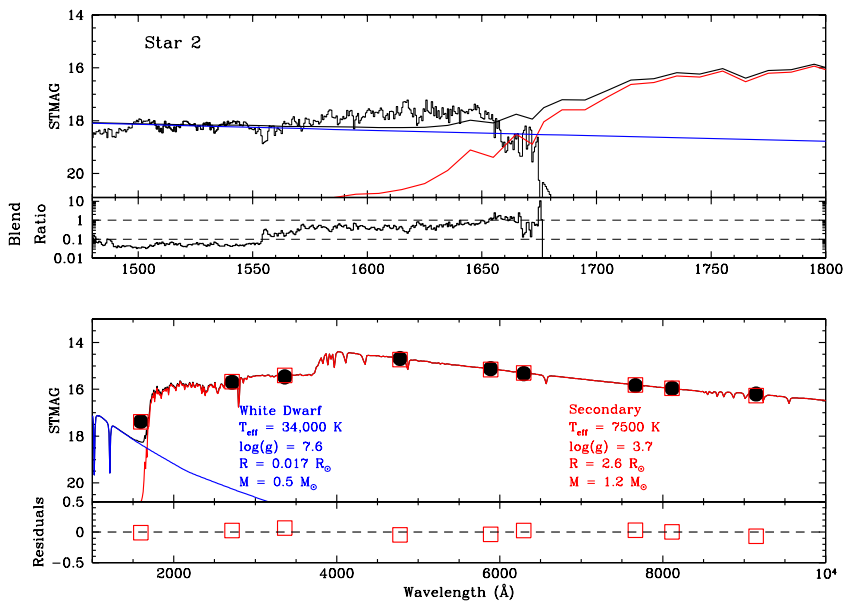 Star 2
STMAG
16
18
20
Blend
Ratio
10
1
0.1
0.01
1500
1550
1600
1650
1700
1750
1800
STMAG
14
16
18
20
White Dwarf
Teff = 34,000 K
log(g) = 7.6
R = 0.017 R☉
M = 0.5 M☉
Secondary
Teff = 7500 K
log(g) = 3.7
R = 2.6 R☉
M = 1.2 M☉
Residuals
0.5
0
−0.5
2000
4000
6000
8000
10⁴
Wavelength (Å)